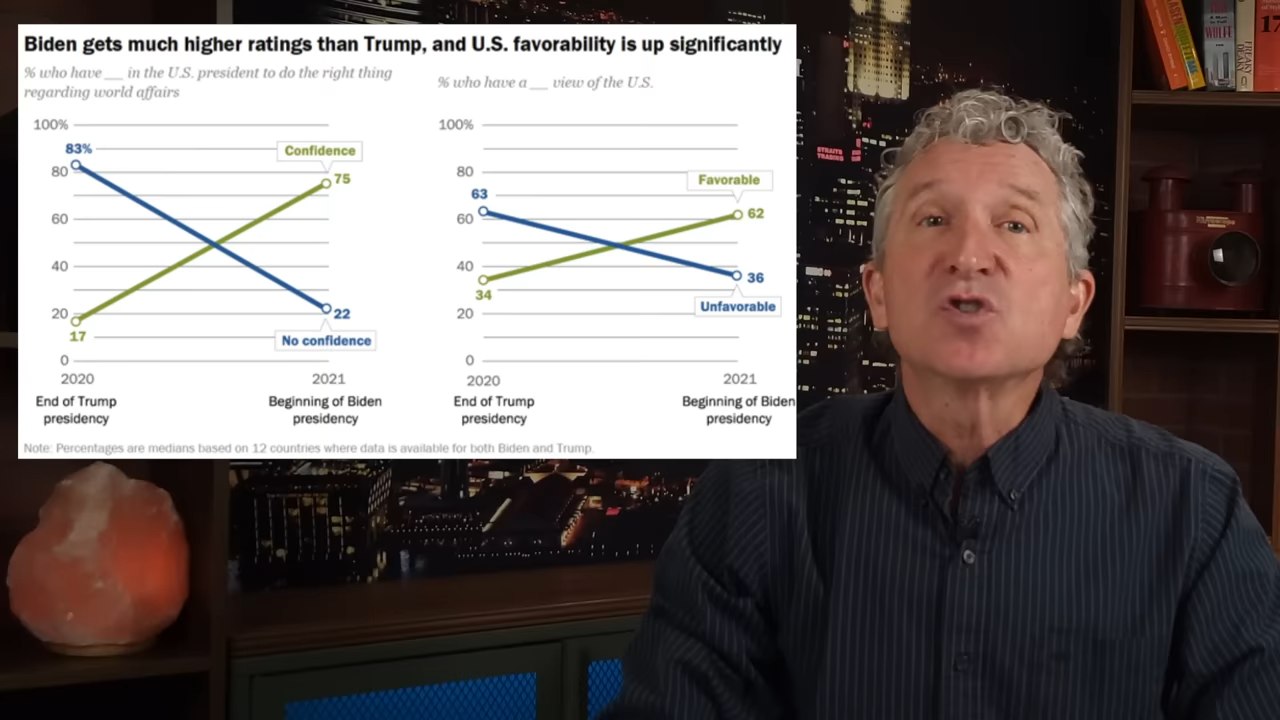 Biden gets much higher ratings than Trump, and U.S. favorability is up significantly
% who have __ in the U.S. president to do the right thing
regarding world affairs
100%
83%
80
60
40
20
17
0
Confidence
75
22
No confidence
2020
2021
End of Trump
presidency
Beginning of Biden
presidency
% who have a __ view of the U.S.
100%
80
63
60
40
34
20
0
Favorable
62
36
Unfavorable
2020
2021
End of Trump
presidency
Beginning of Biden
presidency
Note: Percentages are medians based on 12 countries where data is available for both Biden and Trump.
STRAITS
TRADING
WOLFE
17